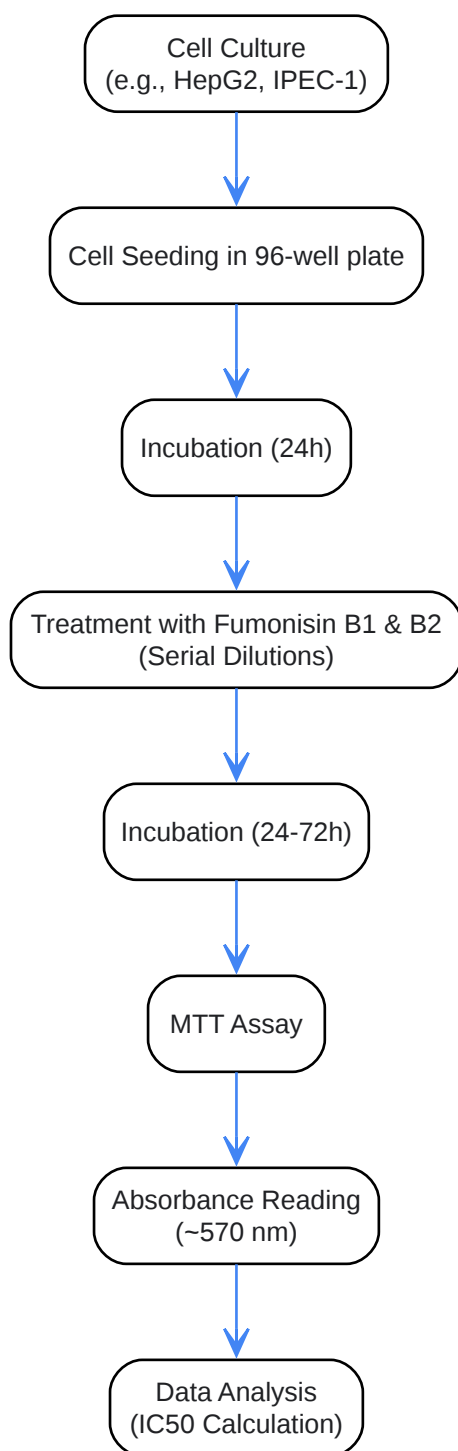 Cell Culture
(e.g., HepG2, IPEC-1)
Cell Seeding in 96-well plate
Incubation (24h)
Treatment with Fumonisin B1 & B2
(Serial Dilutions)
Incubation (24-72h)
MTT Assay
Absorbance Reading
(~570 nm)
Data Analysis
(IC50 Calculation)